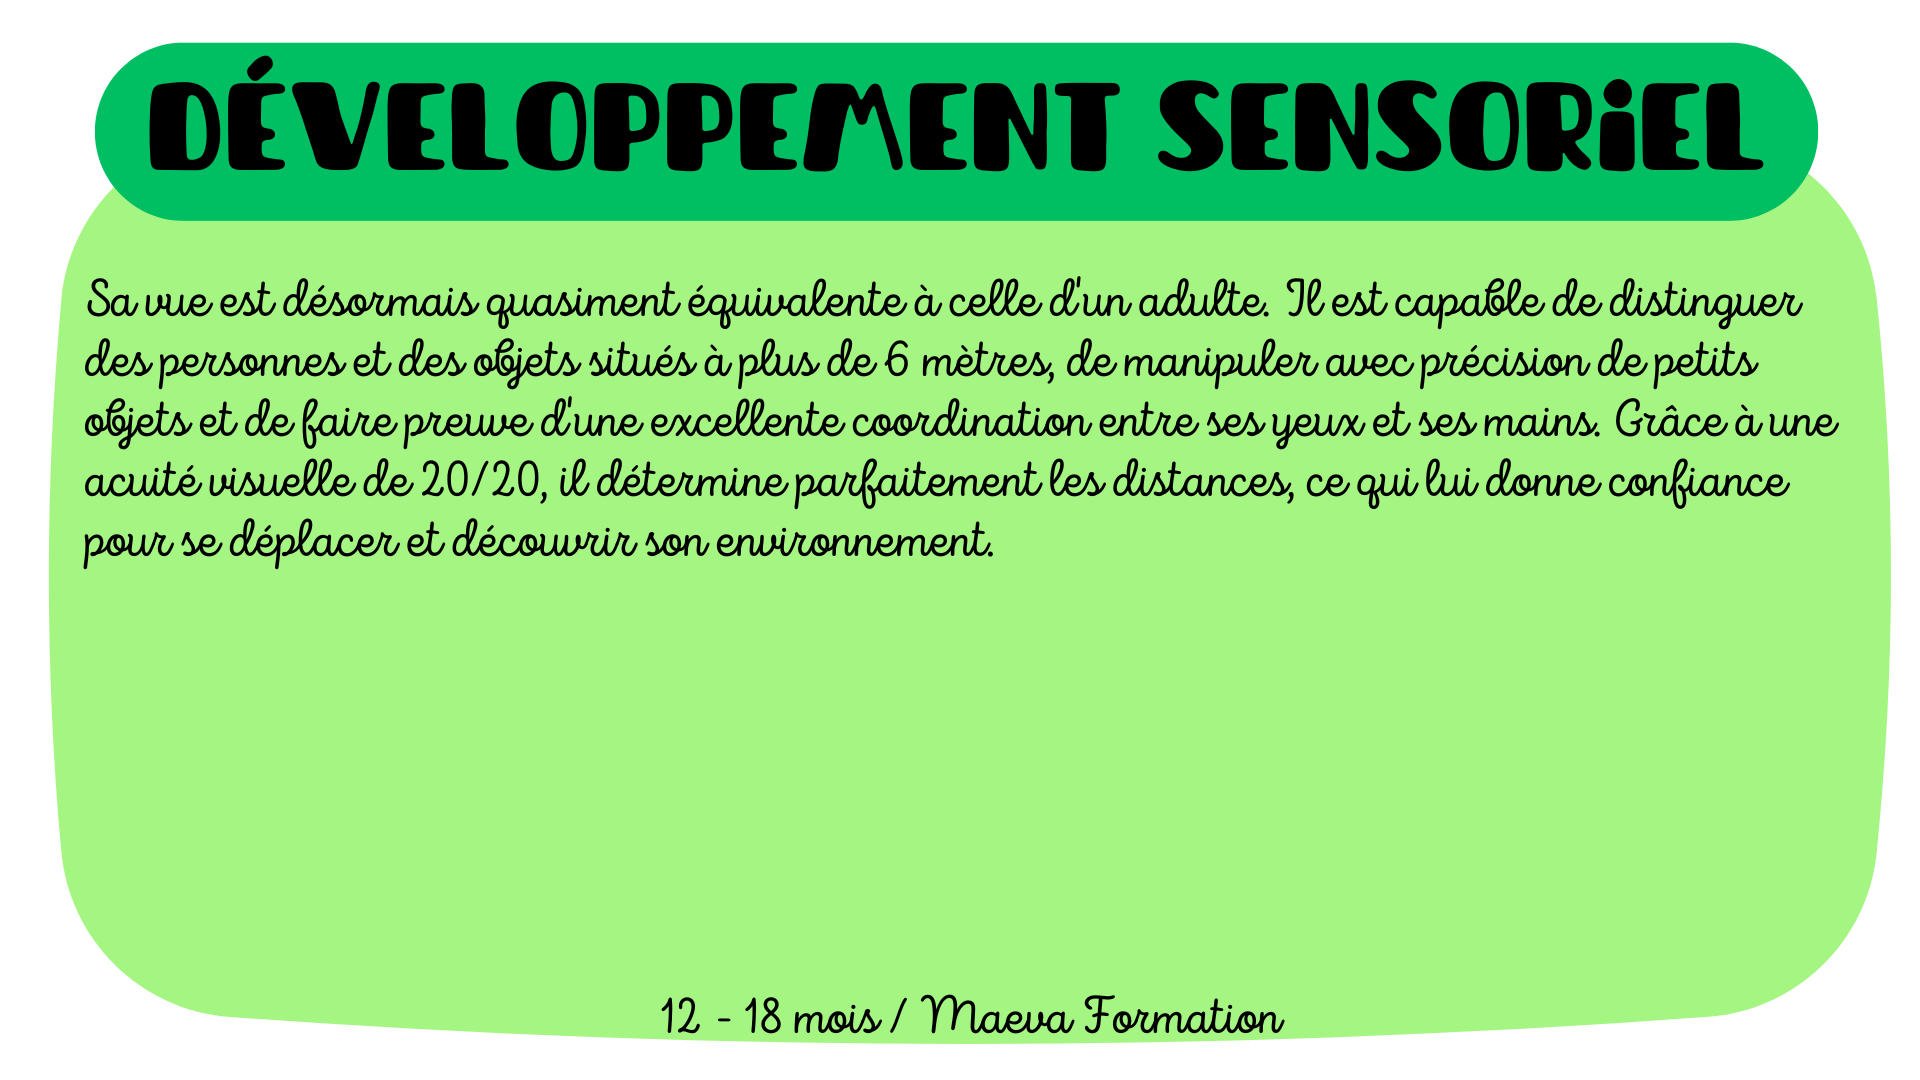 DÉVELOPPEMENT SENSORiEL
Sa vue est désormais quasiment équivalente à celle d'un adulte. Il est capable de distinguer
des personnes et des objets situés à plus de 6 mètres, de manipuler avec précision de petits
objets et de faire preuve d'une excellente coordination entre ses yeux et ses mains. Grâce à une
acuité visuelle de 20/20, il détermine parfaitement les distances, ce qui lui donne confiance
pour se déplacer et découvrir son environnement.
12 - 18 mois / Maeva Formation